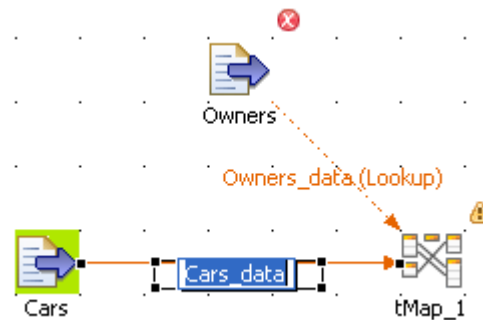 Owners
Owners_data (Lookup)
Cars_data
Cars
tMap_1